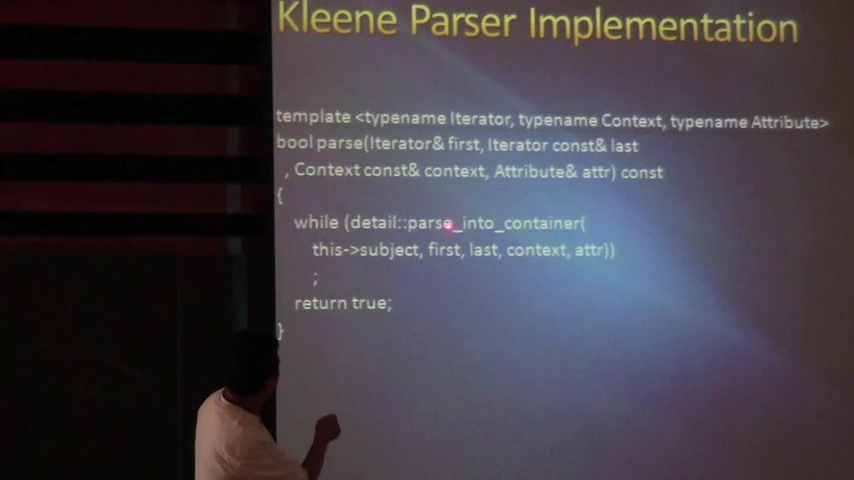 Kleene Parser Implementation
template <typename Iterator, typename Context, typename Attribute>
bool parse(Iterator& first, Iterator const& last
, Context const& context, Attribute& attr) const
{
while (detail::parse_into_container(
this->subject, first, last, context, attr))
;
return true;
}